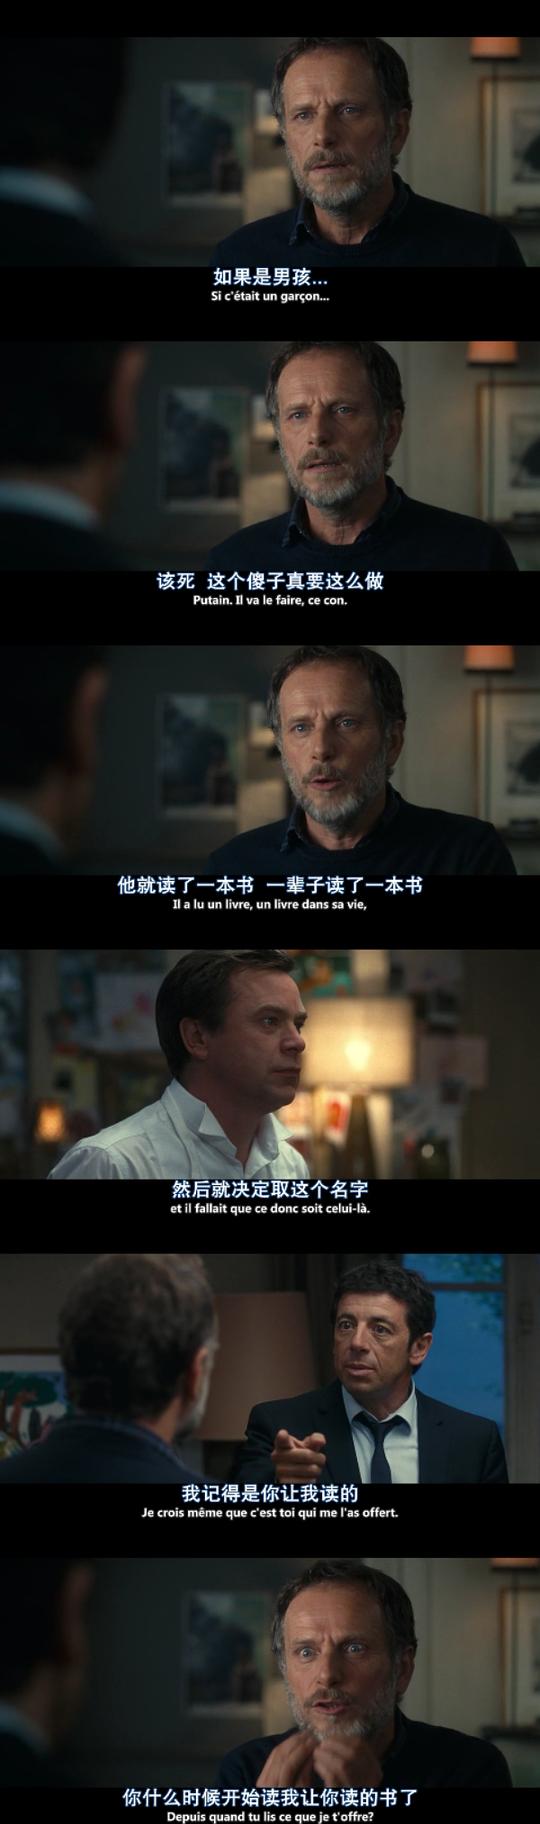 如果是男孩...
Si c'était un garçon...
该死 这个傻子真要这么做
Putain. Il va le faire, ce con.
他就读了一本书 一辈子读了一本书
Il a lu un livre, un livre dans sa vie,
然后就决定取这个名字
et il fallait que ce donc soit celui-là.
我记得是你让我读的
Je crois même que c'est toi qui me l'as offert.
你什么时候开始读我让你读的书了
Depuis quand tu lis ce que je t'offre?